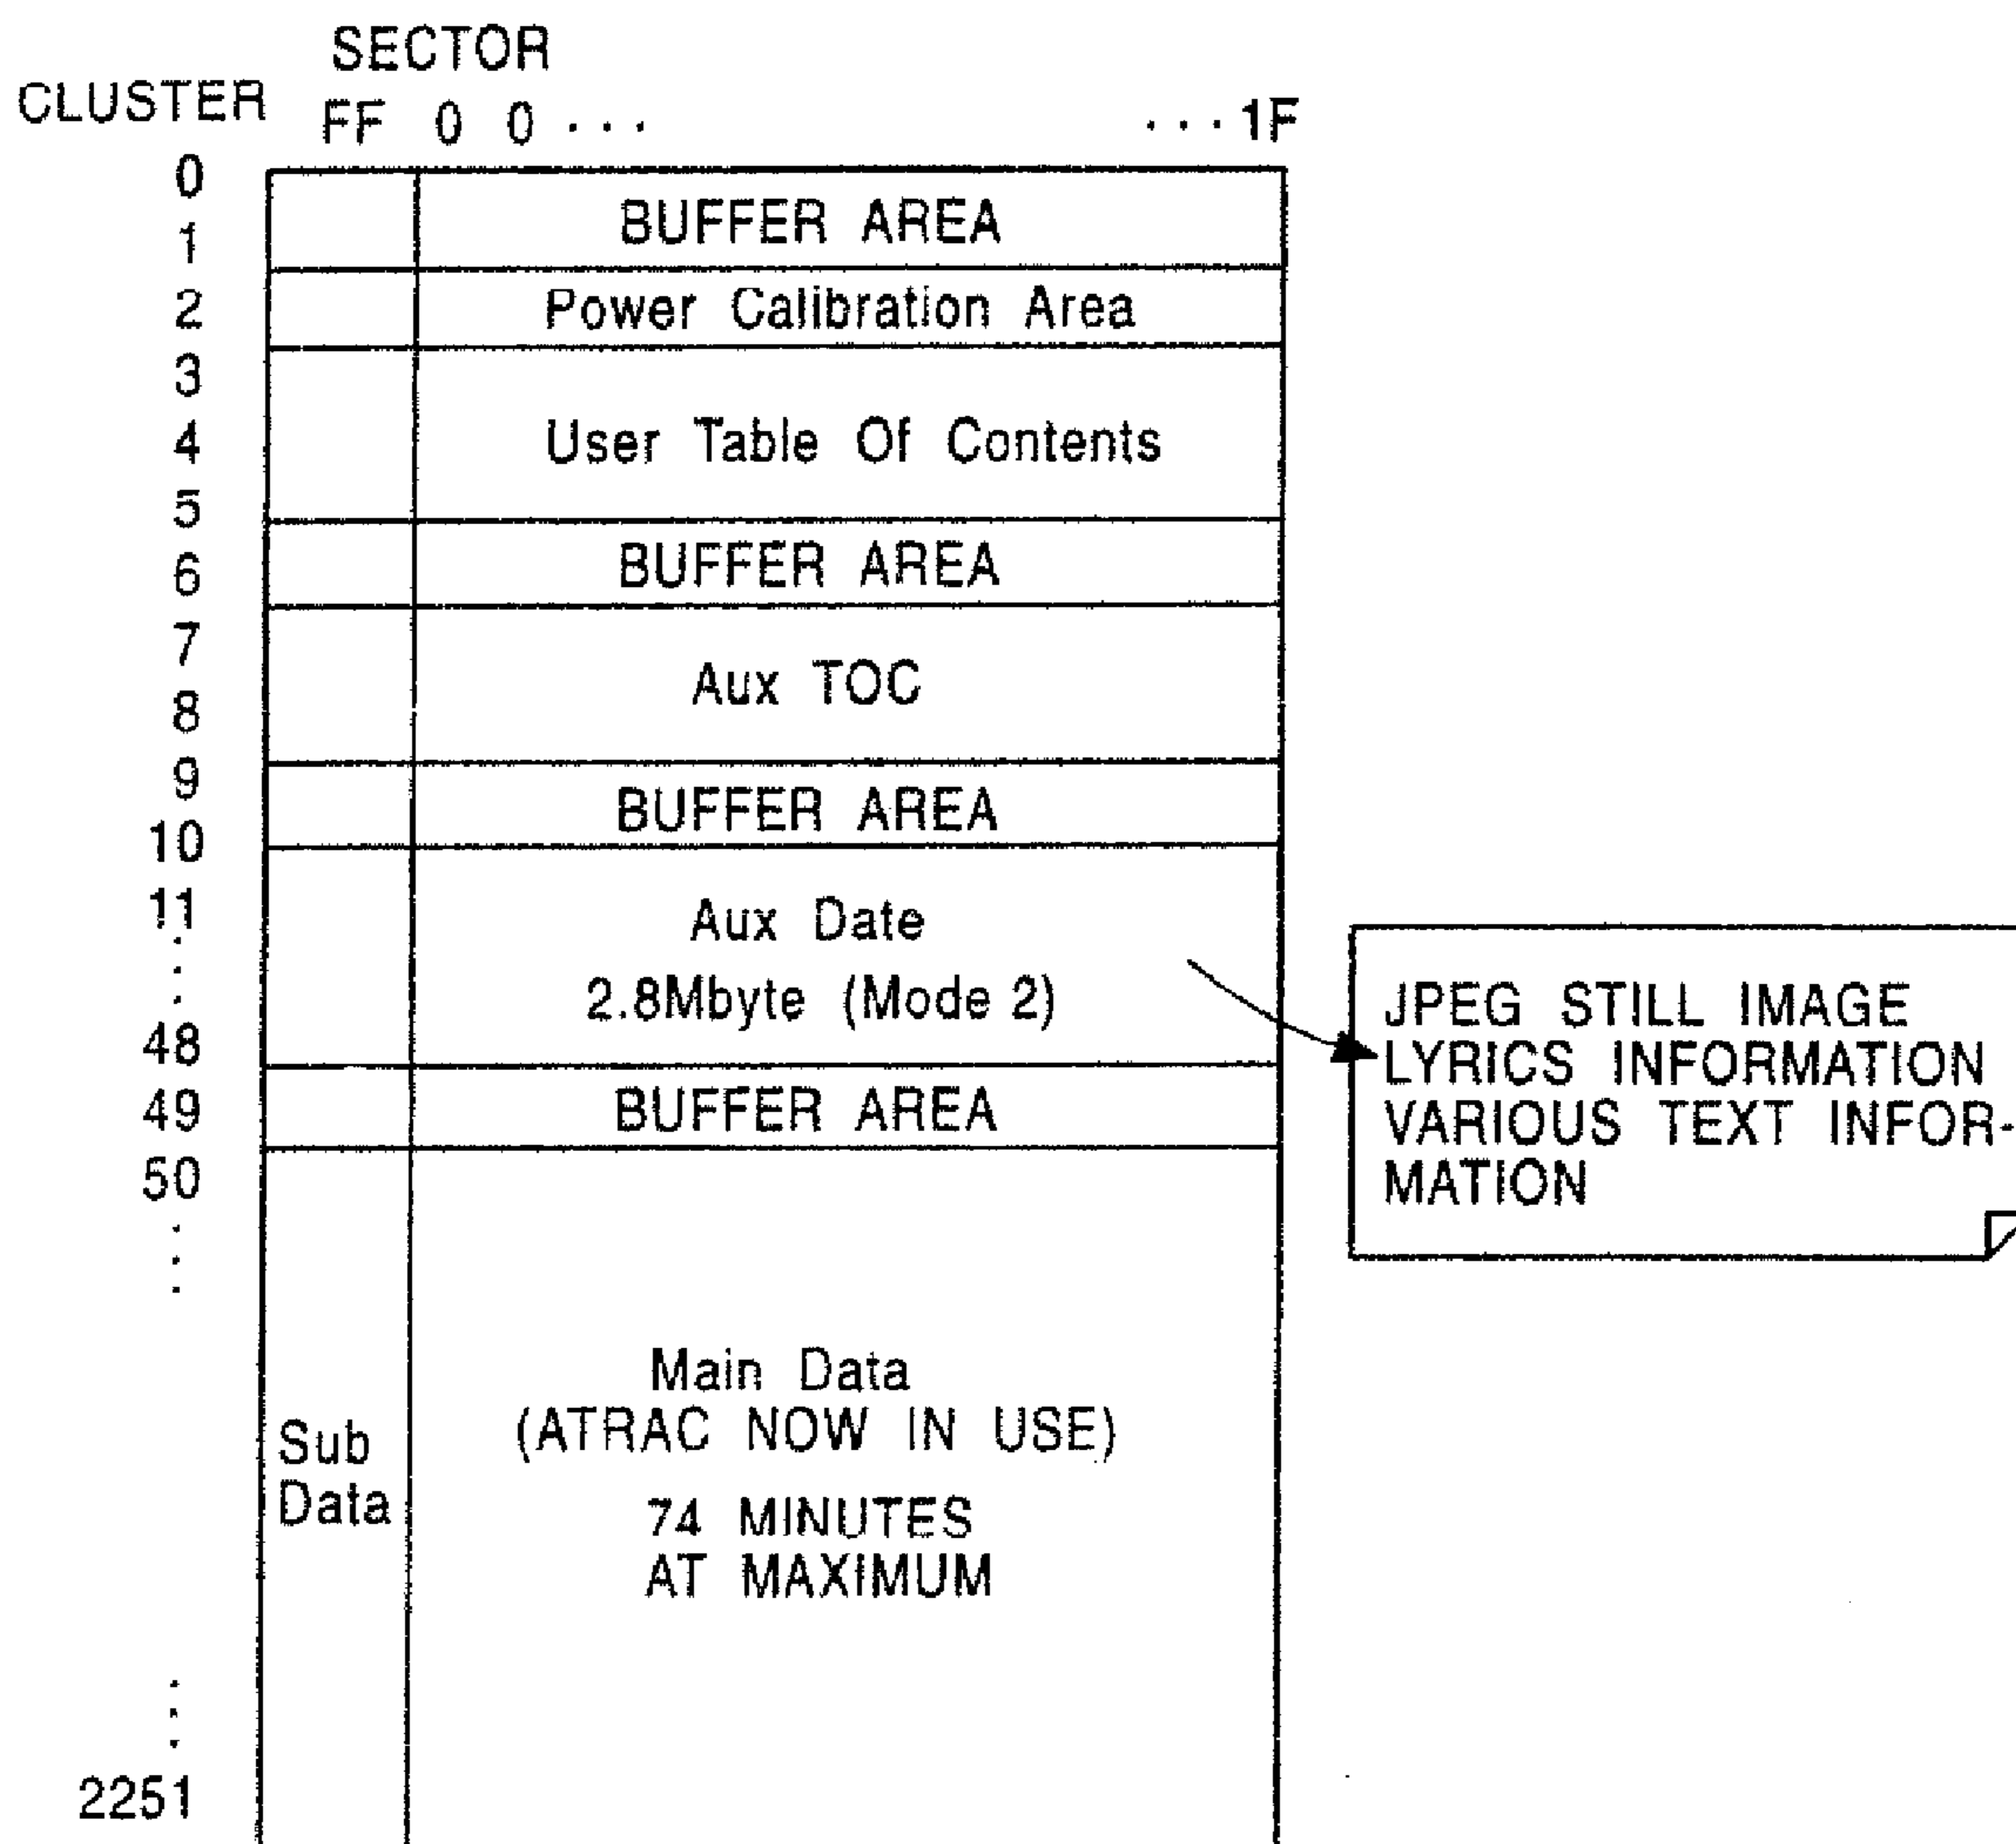 SECTOR
CLUSTER
FF 0 0 ··· ···1F
0
BUFFER AREA
1
2 Power Calibration Area
3
4 User Table Of Contents
5
6 BUFFER AREA
7
Aux TOC
8
9
BUFFER AREA
10
11 Aux Date
2.8Mbyte (Mode 2)
48
49 BUFFER AREA
50
JPEG STILL IMAGE
LYRICS INFORMATION
VARIOUS TEXT INFOR-
MATION
Main Data
(ATRAC NOW IN USE)
74 MINUTES
AT MAXIMUM
Sub
Data
2251